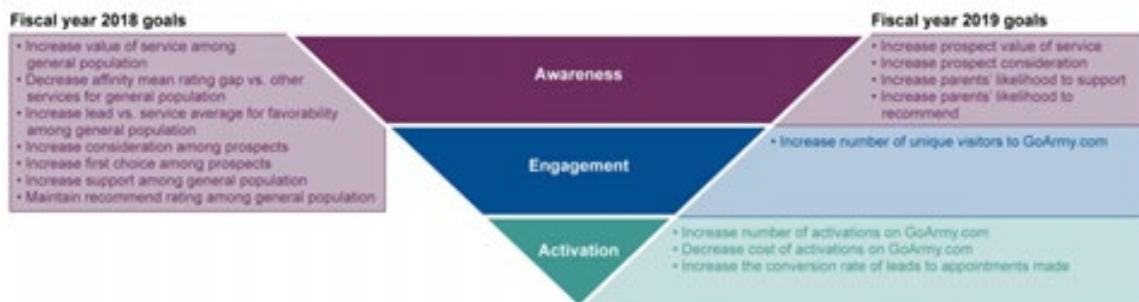 Fiscal year 2018 goals
• Increase value of service among
general population
• Decrease affinity mean rating gap vs. other
services for general population
• Increase lead vs. service average for favorability
among general population
• Increase consideration among prospects
• Increase first choice among prospects
• Increase support among general population
• Maintain recommend rating among general population
Awareness
Engagement
Activation
Fiscal year 2019 goals
• Increase prospect value of service
• Increase prospect consideration
• Increase parents' likelihood to support
• Increase parents' likelihood to
recommend
• Increase number of unique visitors to GoArmy.com
• Increase number of activations on GoArmy.com
• Decrease cost of activations on GoArmy.com
• Increase the conversion rate of leads to appointments made